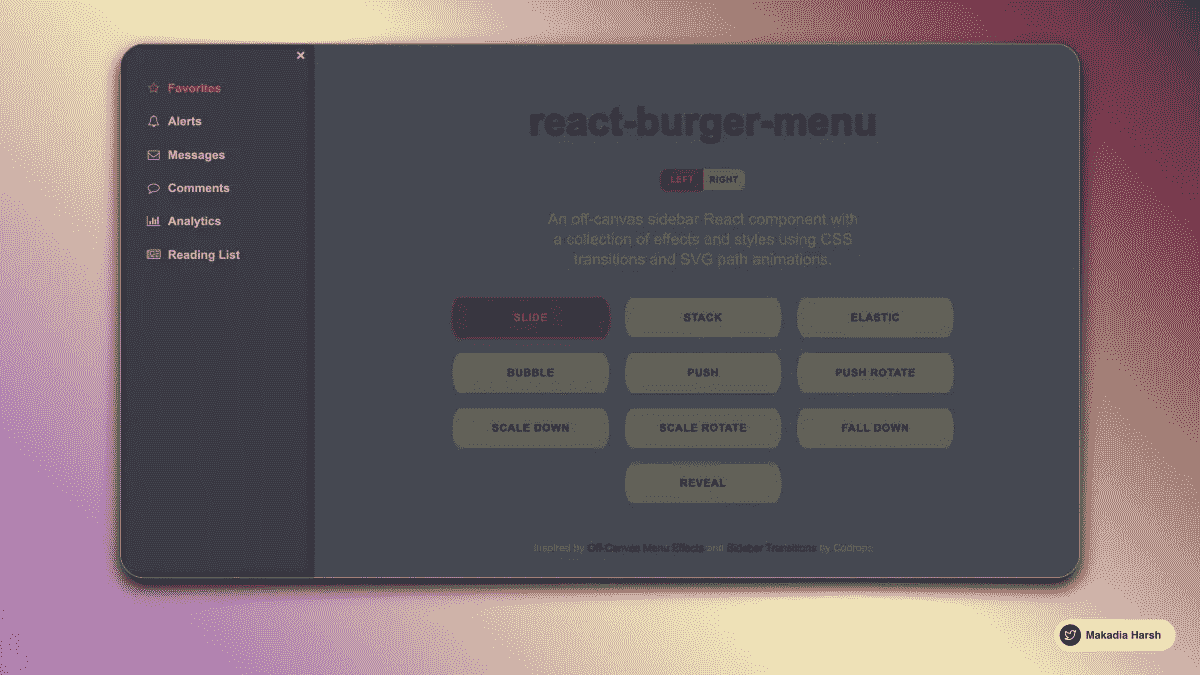 ×
Favorites
Alerts
Messages
Comments
Analytics
Reading List
react-burger-menu
LEFT RIGHT
An off-canvas sidebar React component with
a collection of effects and styles using CSS
transitions and SVG path animations.
SLIDE STACK ELASTIC
BUBBLE PUSH PUSH ROTATE
SCALE DOWN SCALE ROTATE FALL DOWN
REVEAL
Inspired by Off-Canvas Menu Effects and Sidebar Transitions by Codrops
Makadia Harsh